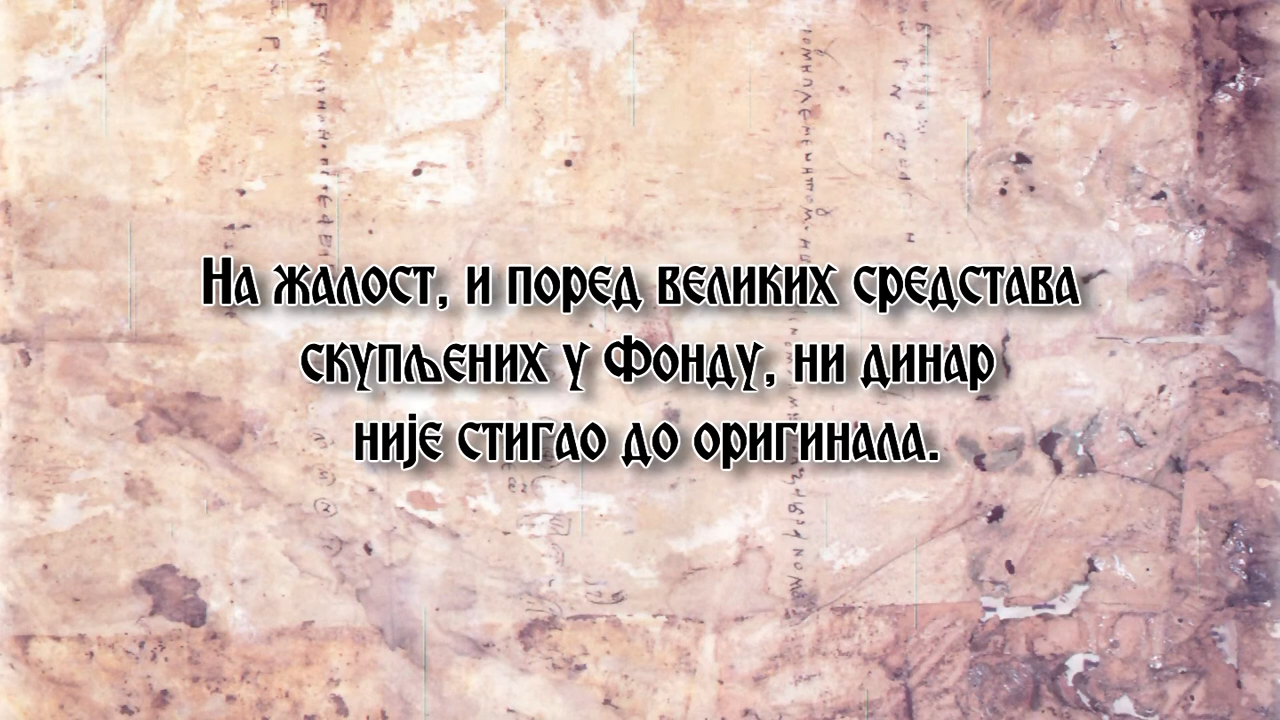 На жалост, и поред великих средстава
скупљених у Фонду, ни динар
није стигао до оригинала.